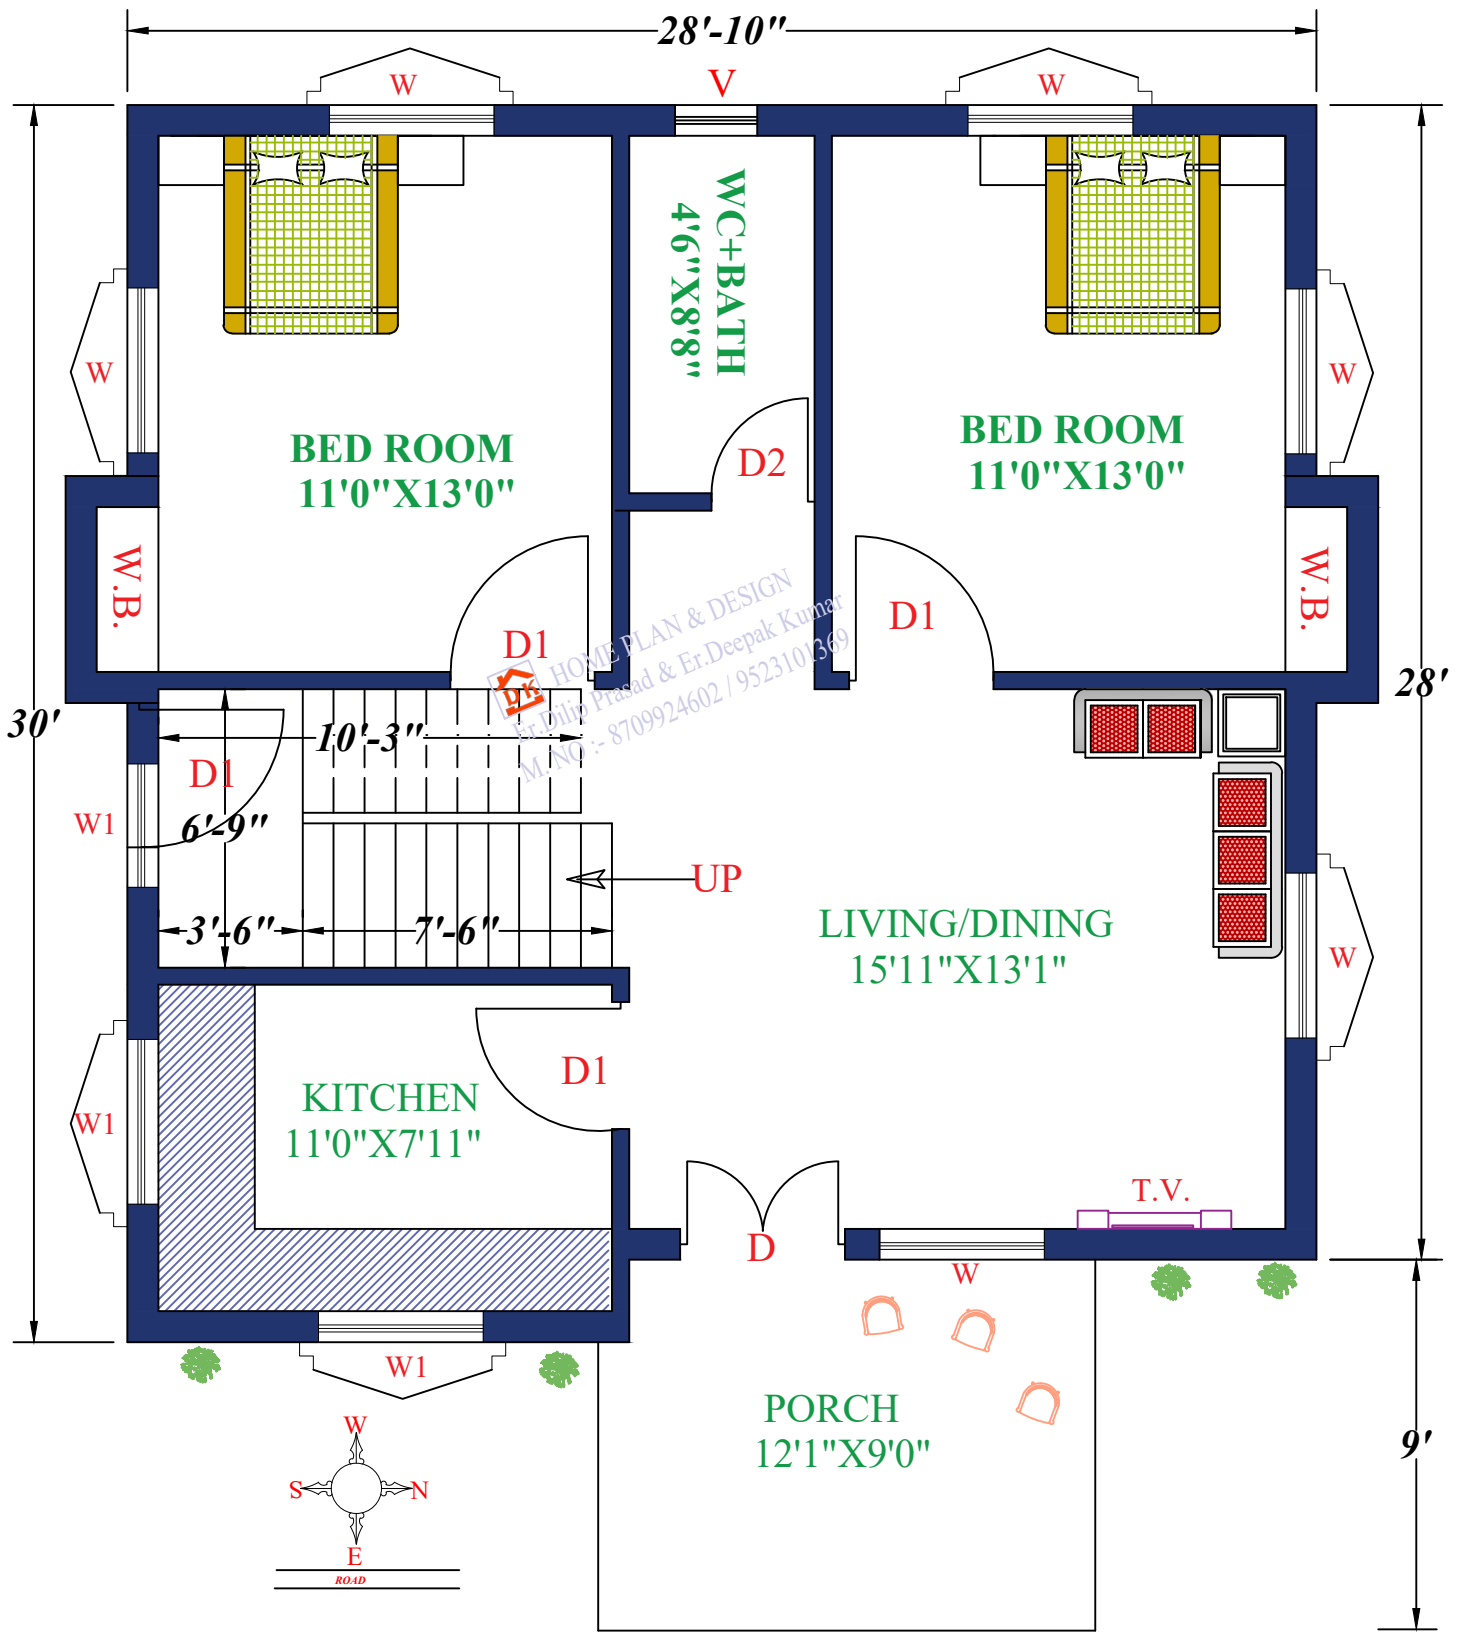 28'-10"
W
V
W
WC+BATH
4'6"X8'8"
W
W
BED ROOM
11'0"X13'0"
D2
BED ROOM
11'0"X13'0"
W.B.
W.B.
D1
D1
HOME PLAN & DESIGN
Er.Dilip Prasad & Er.Deepak Kumar
M. NO :- 8709924602 / 9523101369
DK
30'
28'
10'-3"
D1
W1
6'-9"
UP
3'-6"
7'-6"
LIVING/DINING
15'11"X13'1"
W
D1
KITCHEN
11'0"X7'11"
W1
T.V.
D
W
W1
PORCH
12'1"X9'0"
9'
W
S
N
E
ROAD